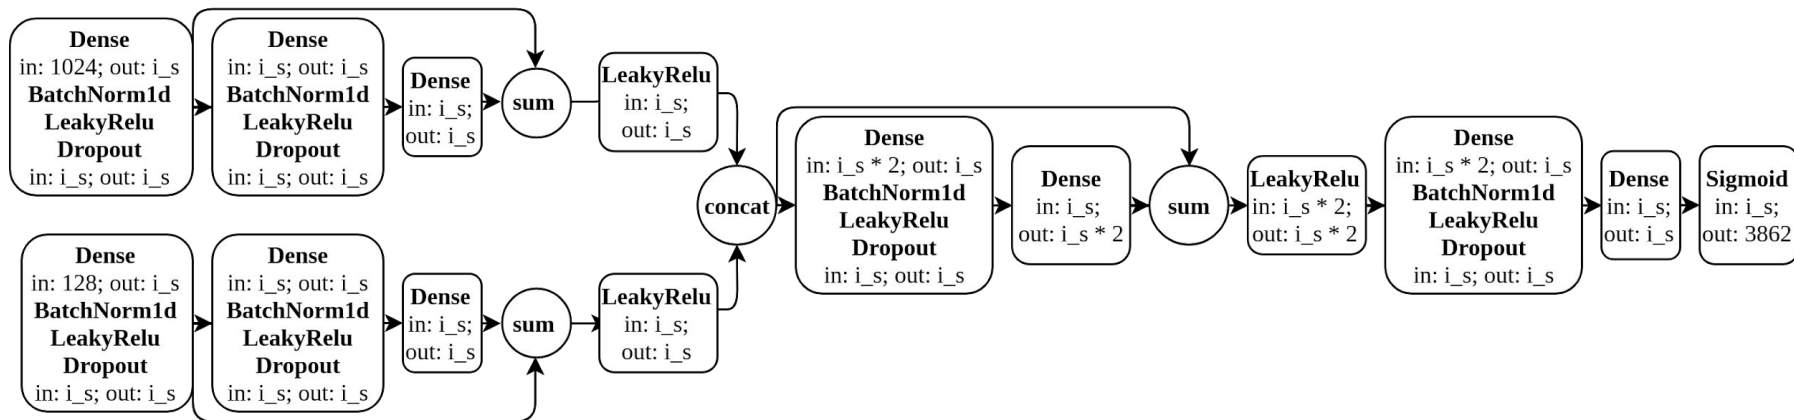 Dense
in: 1024; out: i_s
BatchNorm1d
LeakyRelu
Dropout
in: i_s; out: i_s
Dense
in: i_s; out: i_s
BatchNorm1d
LeakyRelu
Dropout
in: i_s; out: i_s
Dense
in: i_s;
out: i_s
sum
LeakyRelu
in: i_s;
out: i_s
Dense
in: 128; out: i_s
BatchNorm1d
LeakyRelu
Dropout
in: i_s; out: i_s
Dense
in: i_s; out: i_s
BatchNorm1d
LeakyRelu
Dropout
in: i_s; out: i_s
Dense
in: i_s;
out: i_s
sum
LeakyRelu
in: i_s;
out: i_s
concat
Dense
in: i_s * 2; out: i_s
BatchNorm1d
LeakyRelu
Dropout
in: i_s; out: i_s
Dense
in: i_s;
out: i_s * 2
sum
LeakyRelu
in: i_s * 2;
out: i_s * 2
Dense
in: i_s * 2; out: i_s
BatchNorm1d
LeakyRelu
Dropout
in: i_s; out: i_s
Dense
in: i_s;
out: i_s
Sigmoid
in: i_s;
out: 3862